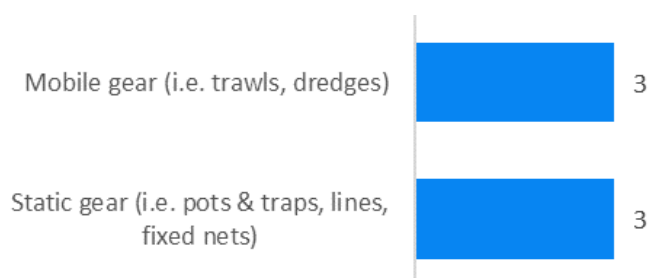 Mobile gear (i.e. trawls, dredges)
3
Static gear (i.e. pots & traps, lines,
fixed nets)
3